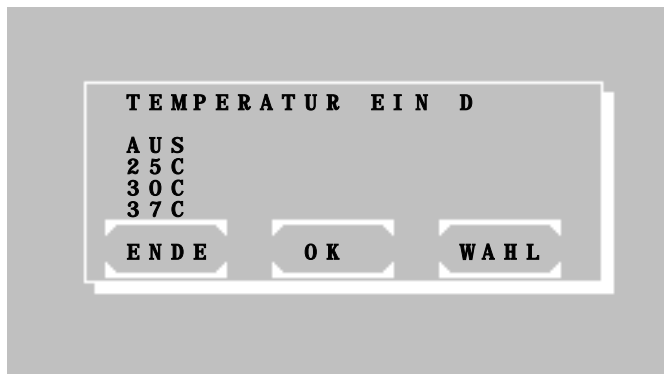 TEMPERATUR EIN D
AUS
25C
30C
37C
ENDE OK WAHL